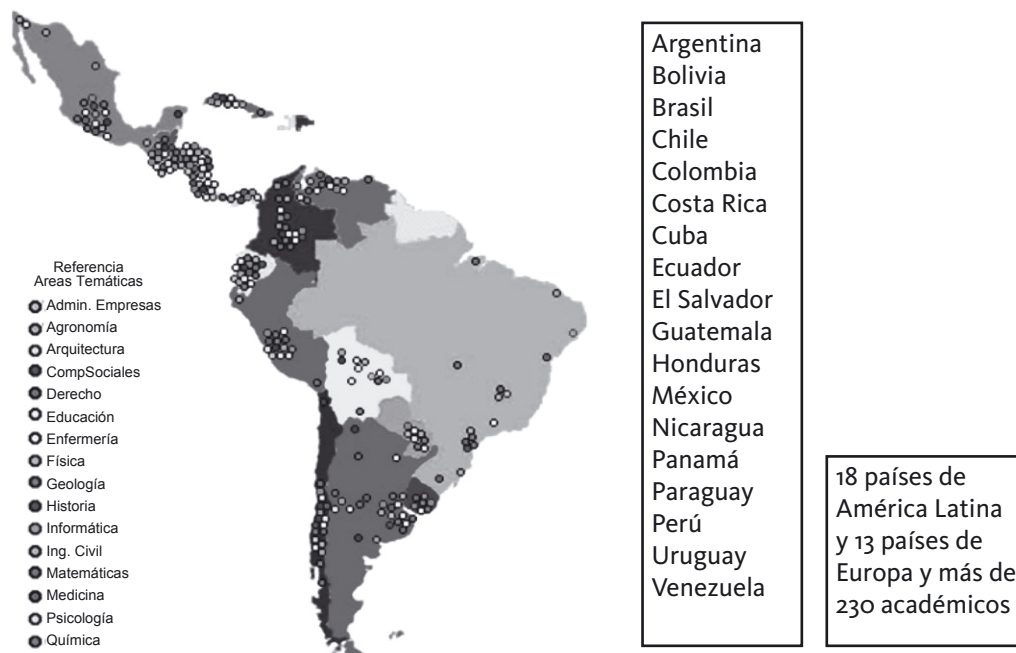 Referencia
Areas Temáticas
Admin. Empresas
Agronomía
Arquitectura
CompSociales
Derecho
Educación
Enfermería
Física
Geología
Historia
Informática
Ing. Civil
Matemáticas
Medicina
Psicología
Química
Argentina
Bolivia
Brasil
Chile
Colombia
Costa Rica
Cuba
Ecuador
El Salvador
Guatemala
Honduras
México
Nicaragua
Panamá
Paraguay
Perú
Uruguay
Venezuela
18 países de
América Latina
y 13 países de
Europa y más de
230 académicos